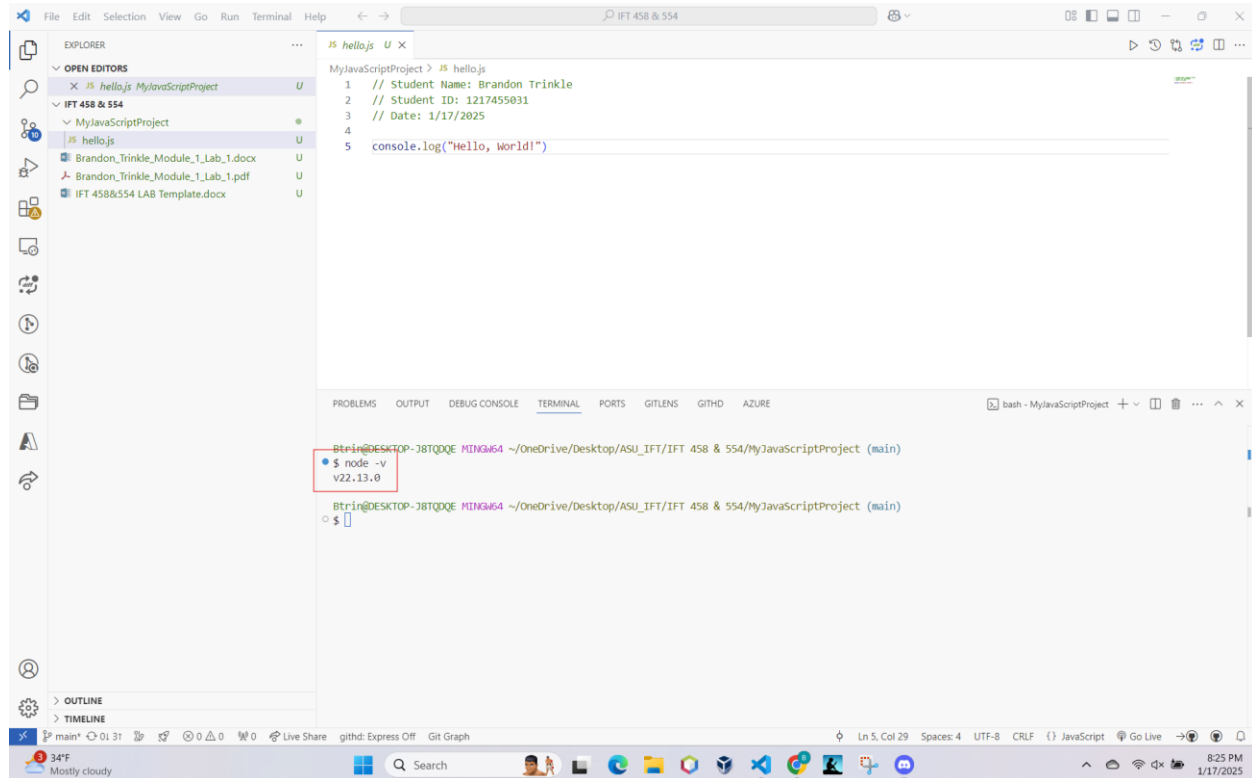 File Edit Selection View Go Run Terminal Help
IFT 458 & 554
EXPLORER
OPEN EDITORS
JS hello.js MyJavaScriptProject U
IFT 458 & 554
MyJavaScriptProject
JS hello.js U
Brandon_Trinkle_Module_1_Lab_1.docx U
Brandon_Trinkle_Module_1_Lab_1.pdf U
IFT 458&554 LAB Template.docx U
OUTLINE
TIMELINE
10
JS hello.js U
MyJavaScriptProject > JS hello.js
1 // Student Name: Brandon Trinkle
2 // Student ID: 1217455031
3 // Date: 1/17/2025
4
5 console.log("Hello, World!")
PROBLEMS OUTPUT DEBUG CONSOLE TERMINAL PORTS GITLENS GITHD AZURE
bash - MyJavaScriptProject
Btrin@DESKTOP-J8TQDQE MINGW64 ~/OneDrive/Desktop/ASU_IFT/IFT 458 & 554/MyJavaScriptProject (main)
$ node -v
v22.13.0
Btrin@DESKTOP-J8TQDQE MINGW64 ~/OneDrive/Desktop/ASU_IFT/IFT 458 & 554/MyJavaScriptProject (main)
$
main* 0↓ 3↑ 0 0 0 Live Share githd: Express Off Git Graph Ln 5, Col 29 Spaces: 4 UTF-8 CRLF {} JavaScript Go Live
3 34°F
Mostly cloudy
Search
8:25 PM
1/17/2025